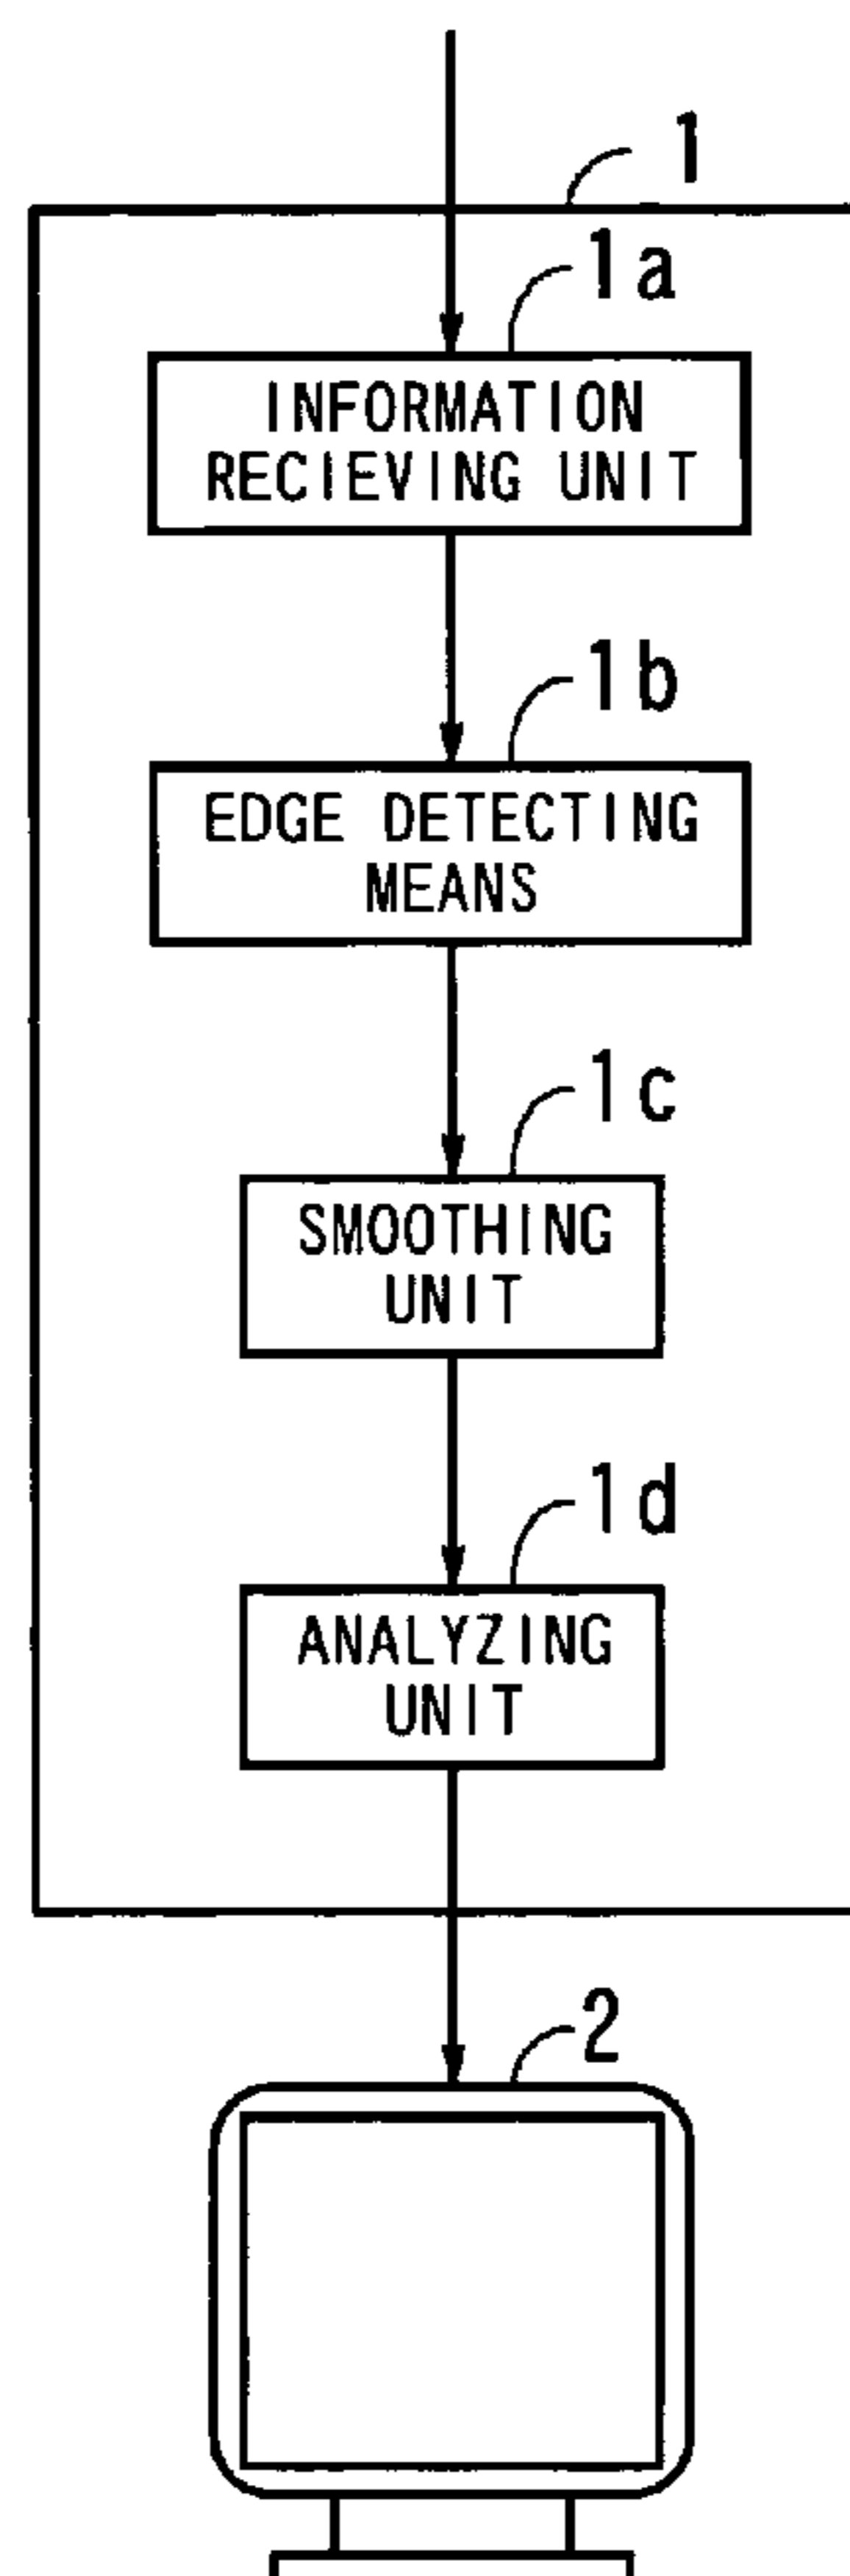 1
1a
INFORMATION
RECIEVING UNIT
1b
EDGE DETECTING
MEANS
1c
SMOOTHING
UNIT
1d
ANALYZING
UNIT
2